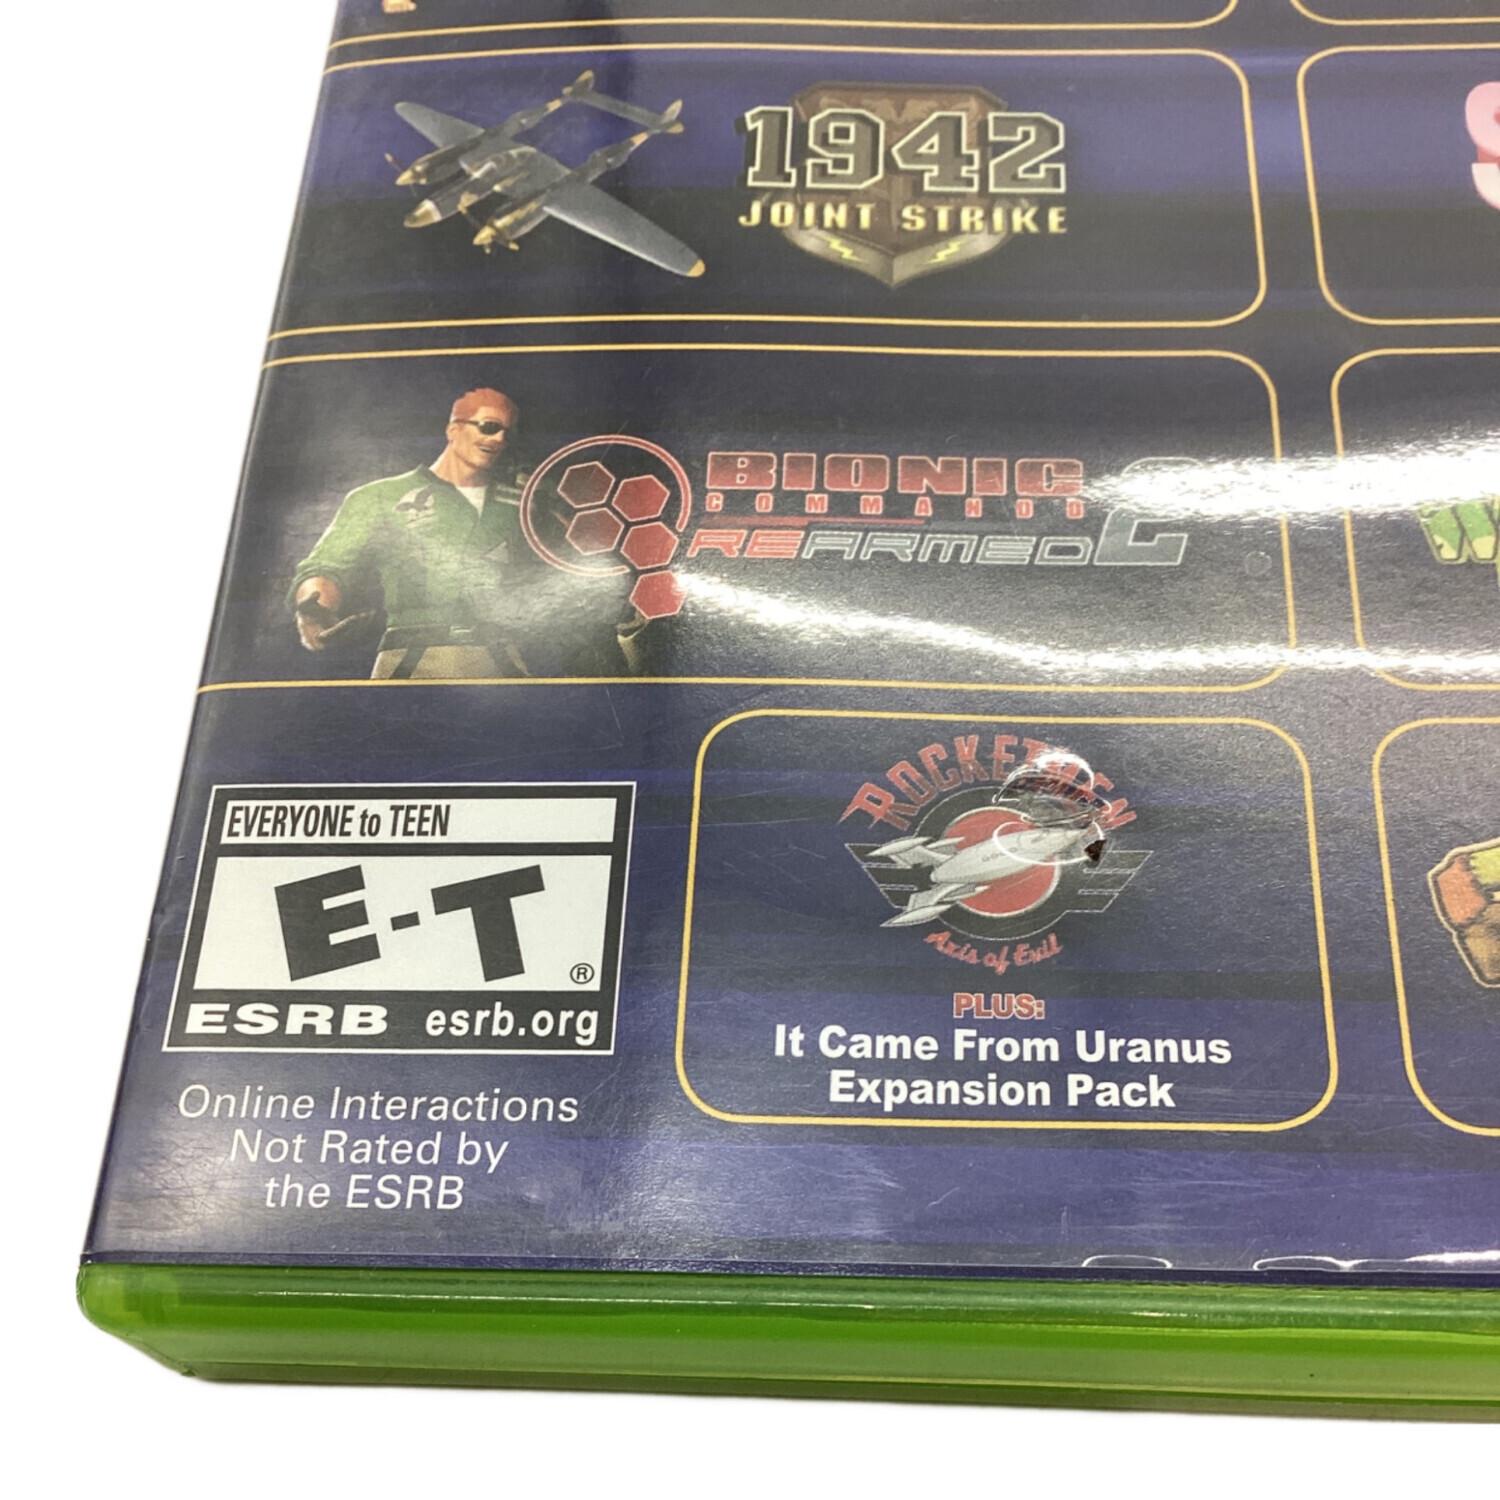 1942
JOINT STRIKE
S
BIONIC
COMMANDO
REARMED 2
W
ROCKETMEN
Axis of Evil
PLUS:
It Came From Uranus
Expansion Pack
EVERYONE to TEEN
E-T®
ESRB esrb.org
Online Interactions
Not Rated by
the ESRB